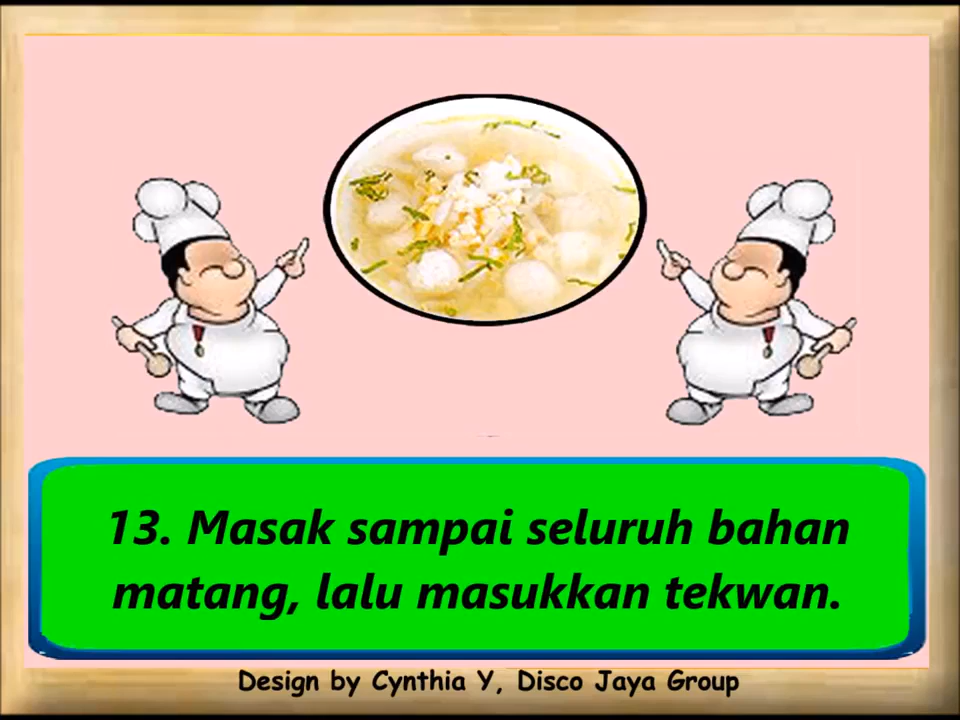 13. Masak sampai seluruh bahan
matang, lalu masukkan tekwan.
Design by Cynthia Y, Disco Jaya Group